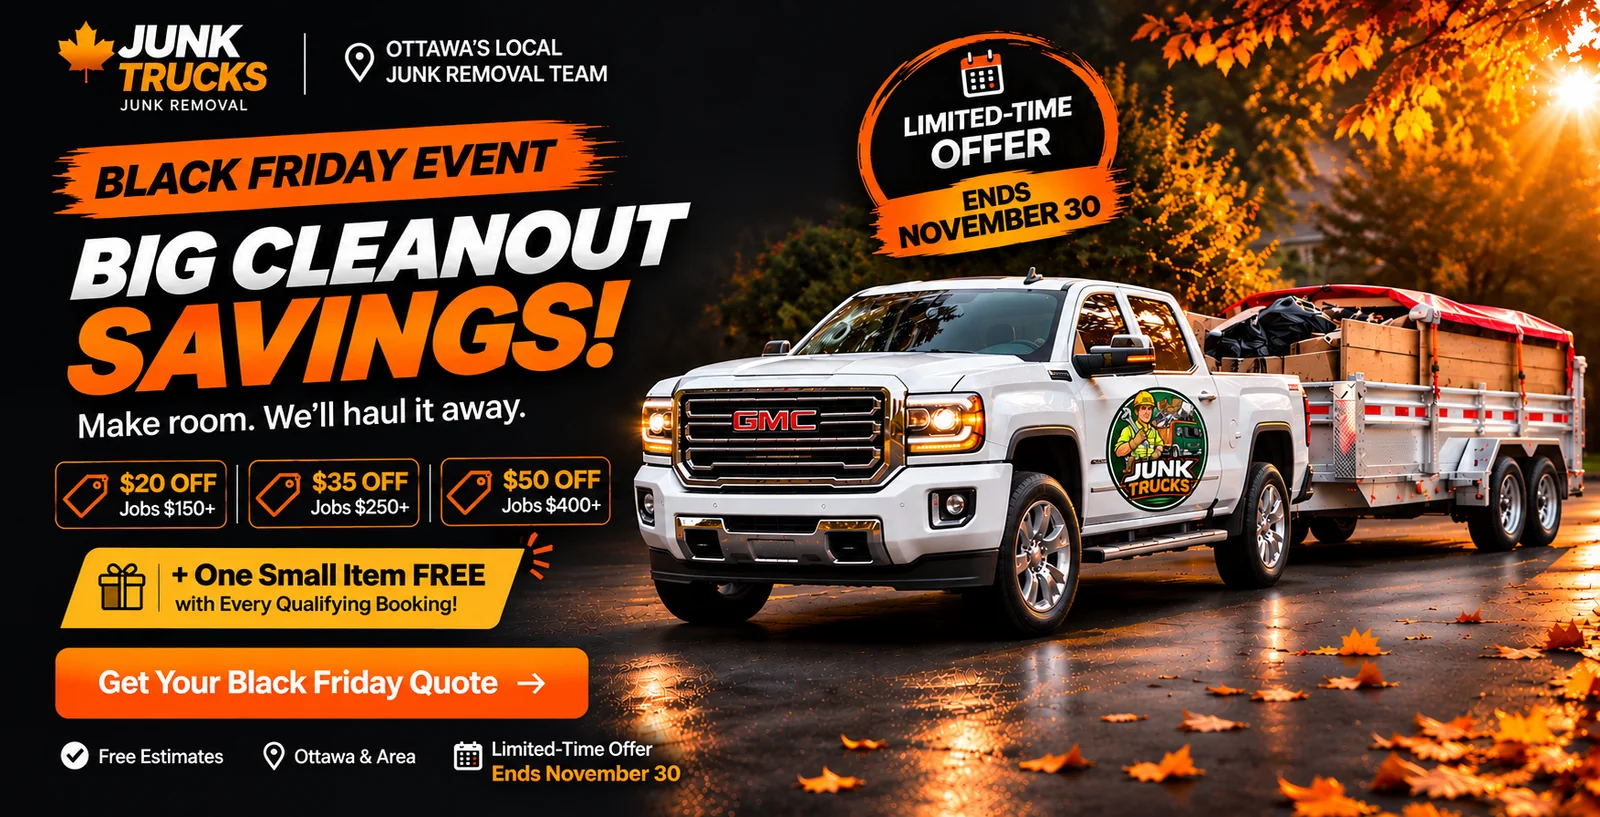 JUNK
TRUCKS
JUNK REMOVAL
OTTAWA'S LOCAL
JUNK REMOVAL TEAM
BLACK FRIDAY EVENT
BIG CLEANOUT
SAVINGS!
Make room. We'll haul it away.
$20 OFF
Jobs $150+
$35 OFF
Jobs $250+
$50 OFF
Jobs $400+
+ One Small Item FREE
with Every Qualifying Booking!
Get Your Black Friday Quote →
Free Estimates
Ottawa & Area
Limited-Time Offer
Ends November 30
LIMITED-TIME
OFFER
ENDS
NOVEMBER 30
GMC
JUNK
TRUCKS